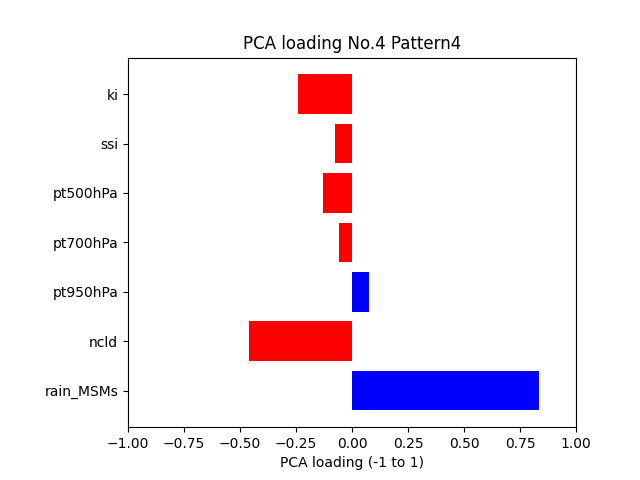 PCA loading No.4 Pattern4
ki
ssi
pt500hPa
pt700hPa
pt950hPa
ncld
rain_MSMs
−1.00 −0.75 −0.50 −0.25 0.00 0.25 0.50 0.75 1.00
PCA loading (-1 to 1)